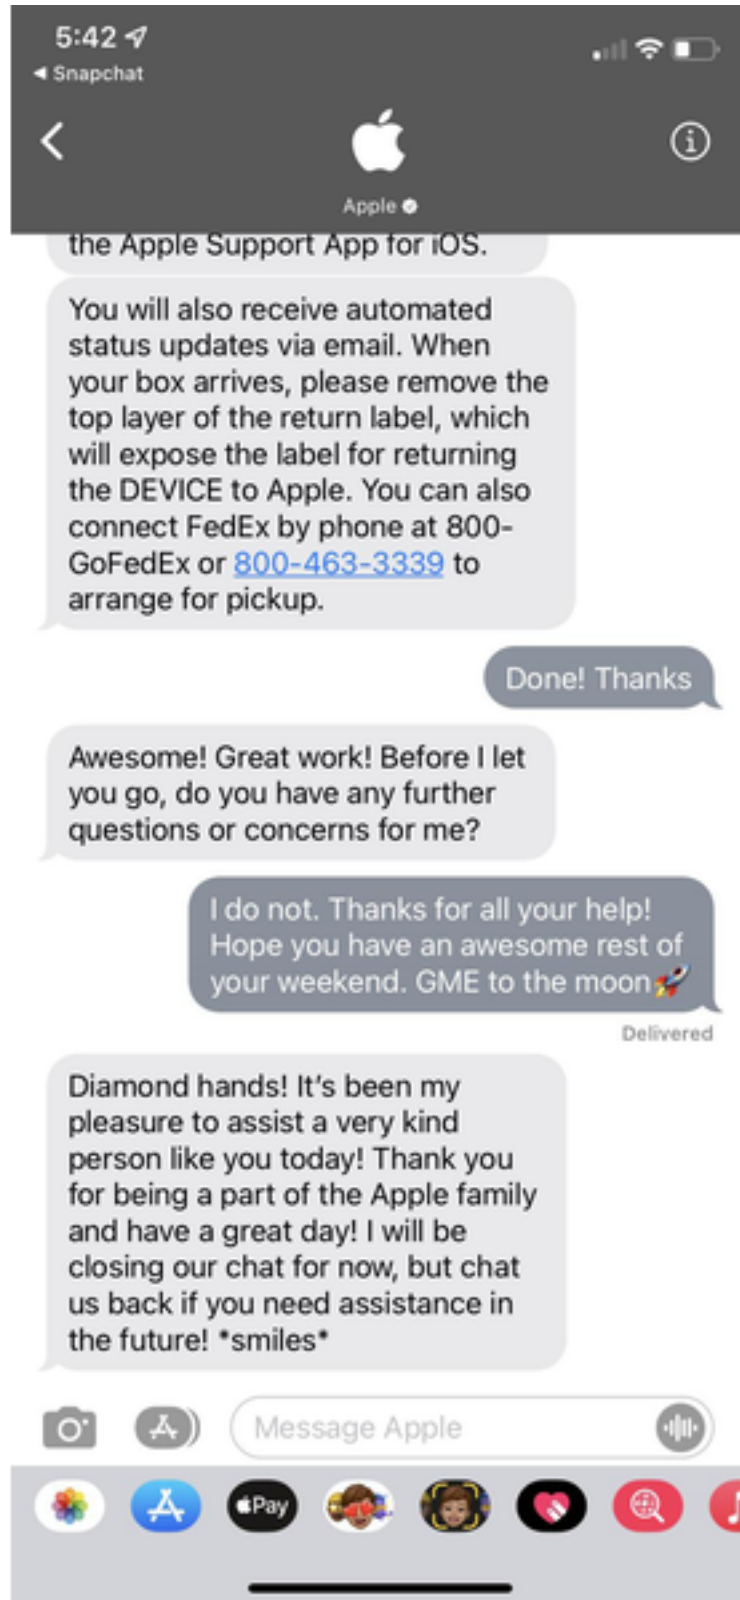 5:42
◀ Snapchat
Apple
the Apple Support App for iOS.
You will also receive automated
status updates via email. When
your box arrives, please remove the
top layer of the return label, which
will expose the label for returning
the DEVICE to Apple. You can also
connect FedEx by phone at 800-
GoFedEx or 800-463-3339 to
arrange for pickup.
Done! Thanks
Awesome! Great work! Before I let
you go, do you have any further
questions or concerns for me?
I do not. Thanks for all your help!
Hope you have an awesome rest of
your weekend. GME to the moon🚀
Delivered
Diamond hands! It's been my
pleasure to assist a very kind
person like you today! Thank you
for being a part of the Apple family
and have a great day! I will be
closing our chat for now, but chat
us back if you need assistance in
the future! *smiles*
Message Apple
Pay